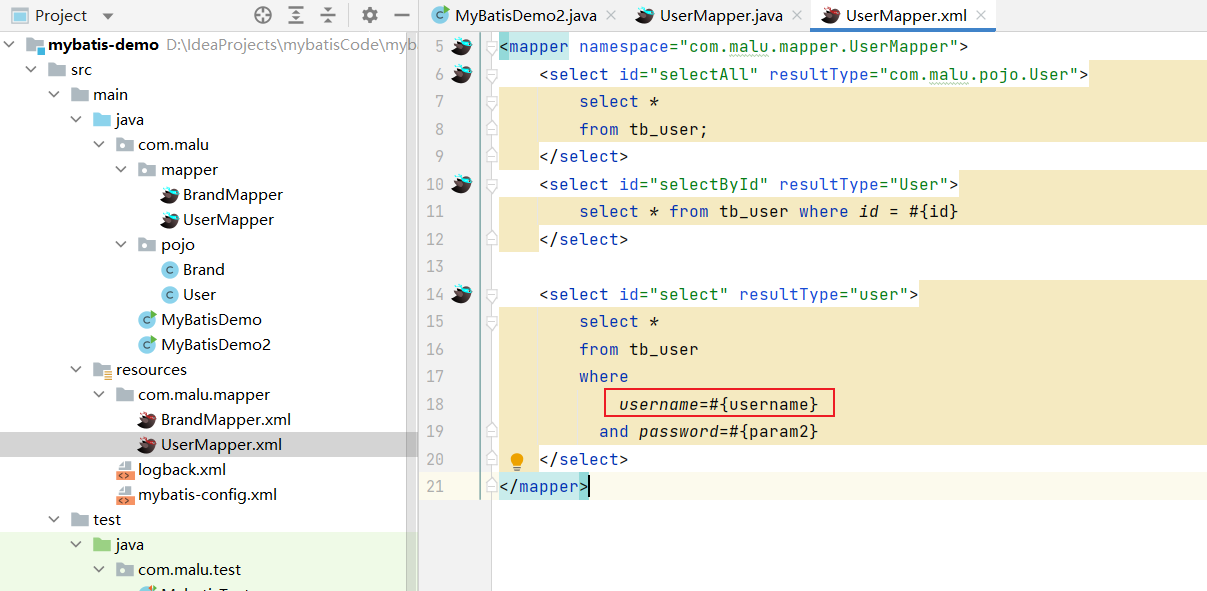 Project
mybatis-demo D:\IdeaProjects\mybatisCode\myb
src
main
java
com.malu
mapper
BrandMapper
UserMapper
pojo
Brand
User
MyBatisDemo
MyBatisDemo2
resources
com.malu.mapper
BrandMapper.xml
UserMapper.xml
logback.xml
mybatis-config.xml
test
java
com.malu.test
MyBatisDemo2.java UserMapper.java UserMapper.xml
5 <mapper namespace="com.malu.mapper.UserMapper">
6 <select id="selectAll" resultType="com.malu.pojo.User">
7 select *
8 from tb_user;
9 </select>
10 <select id="selectById" resultType="User">
11 select * from tb_user where id = #{id}
12 </select>
13
14 <select id="select" resultType="user">
15 select *
16 from tb_user
17 where
18 username=#{username}
19 and password=#{param2}
20 </select>
21 </mapper>